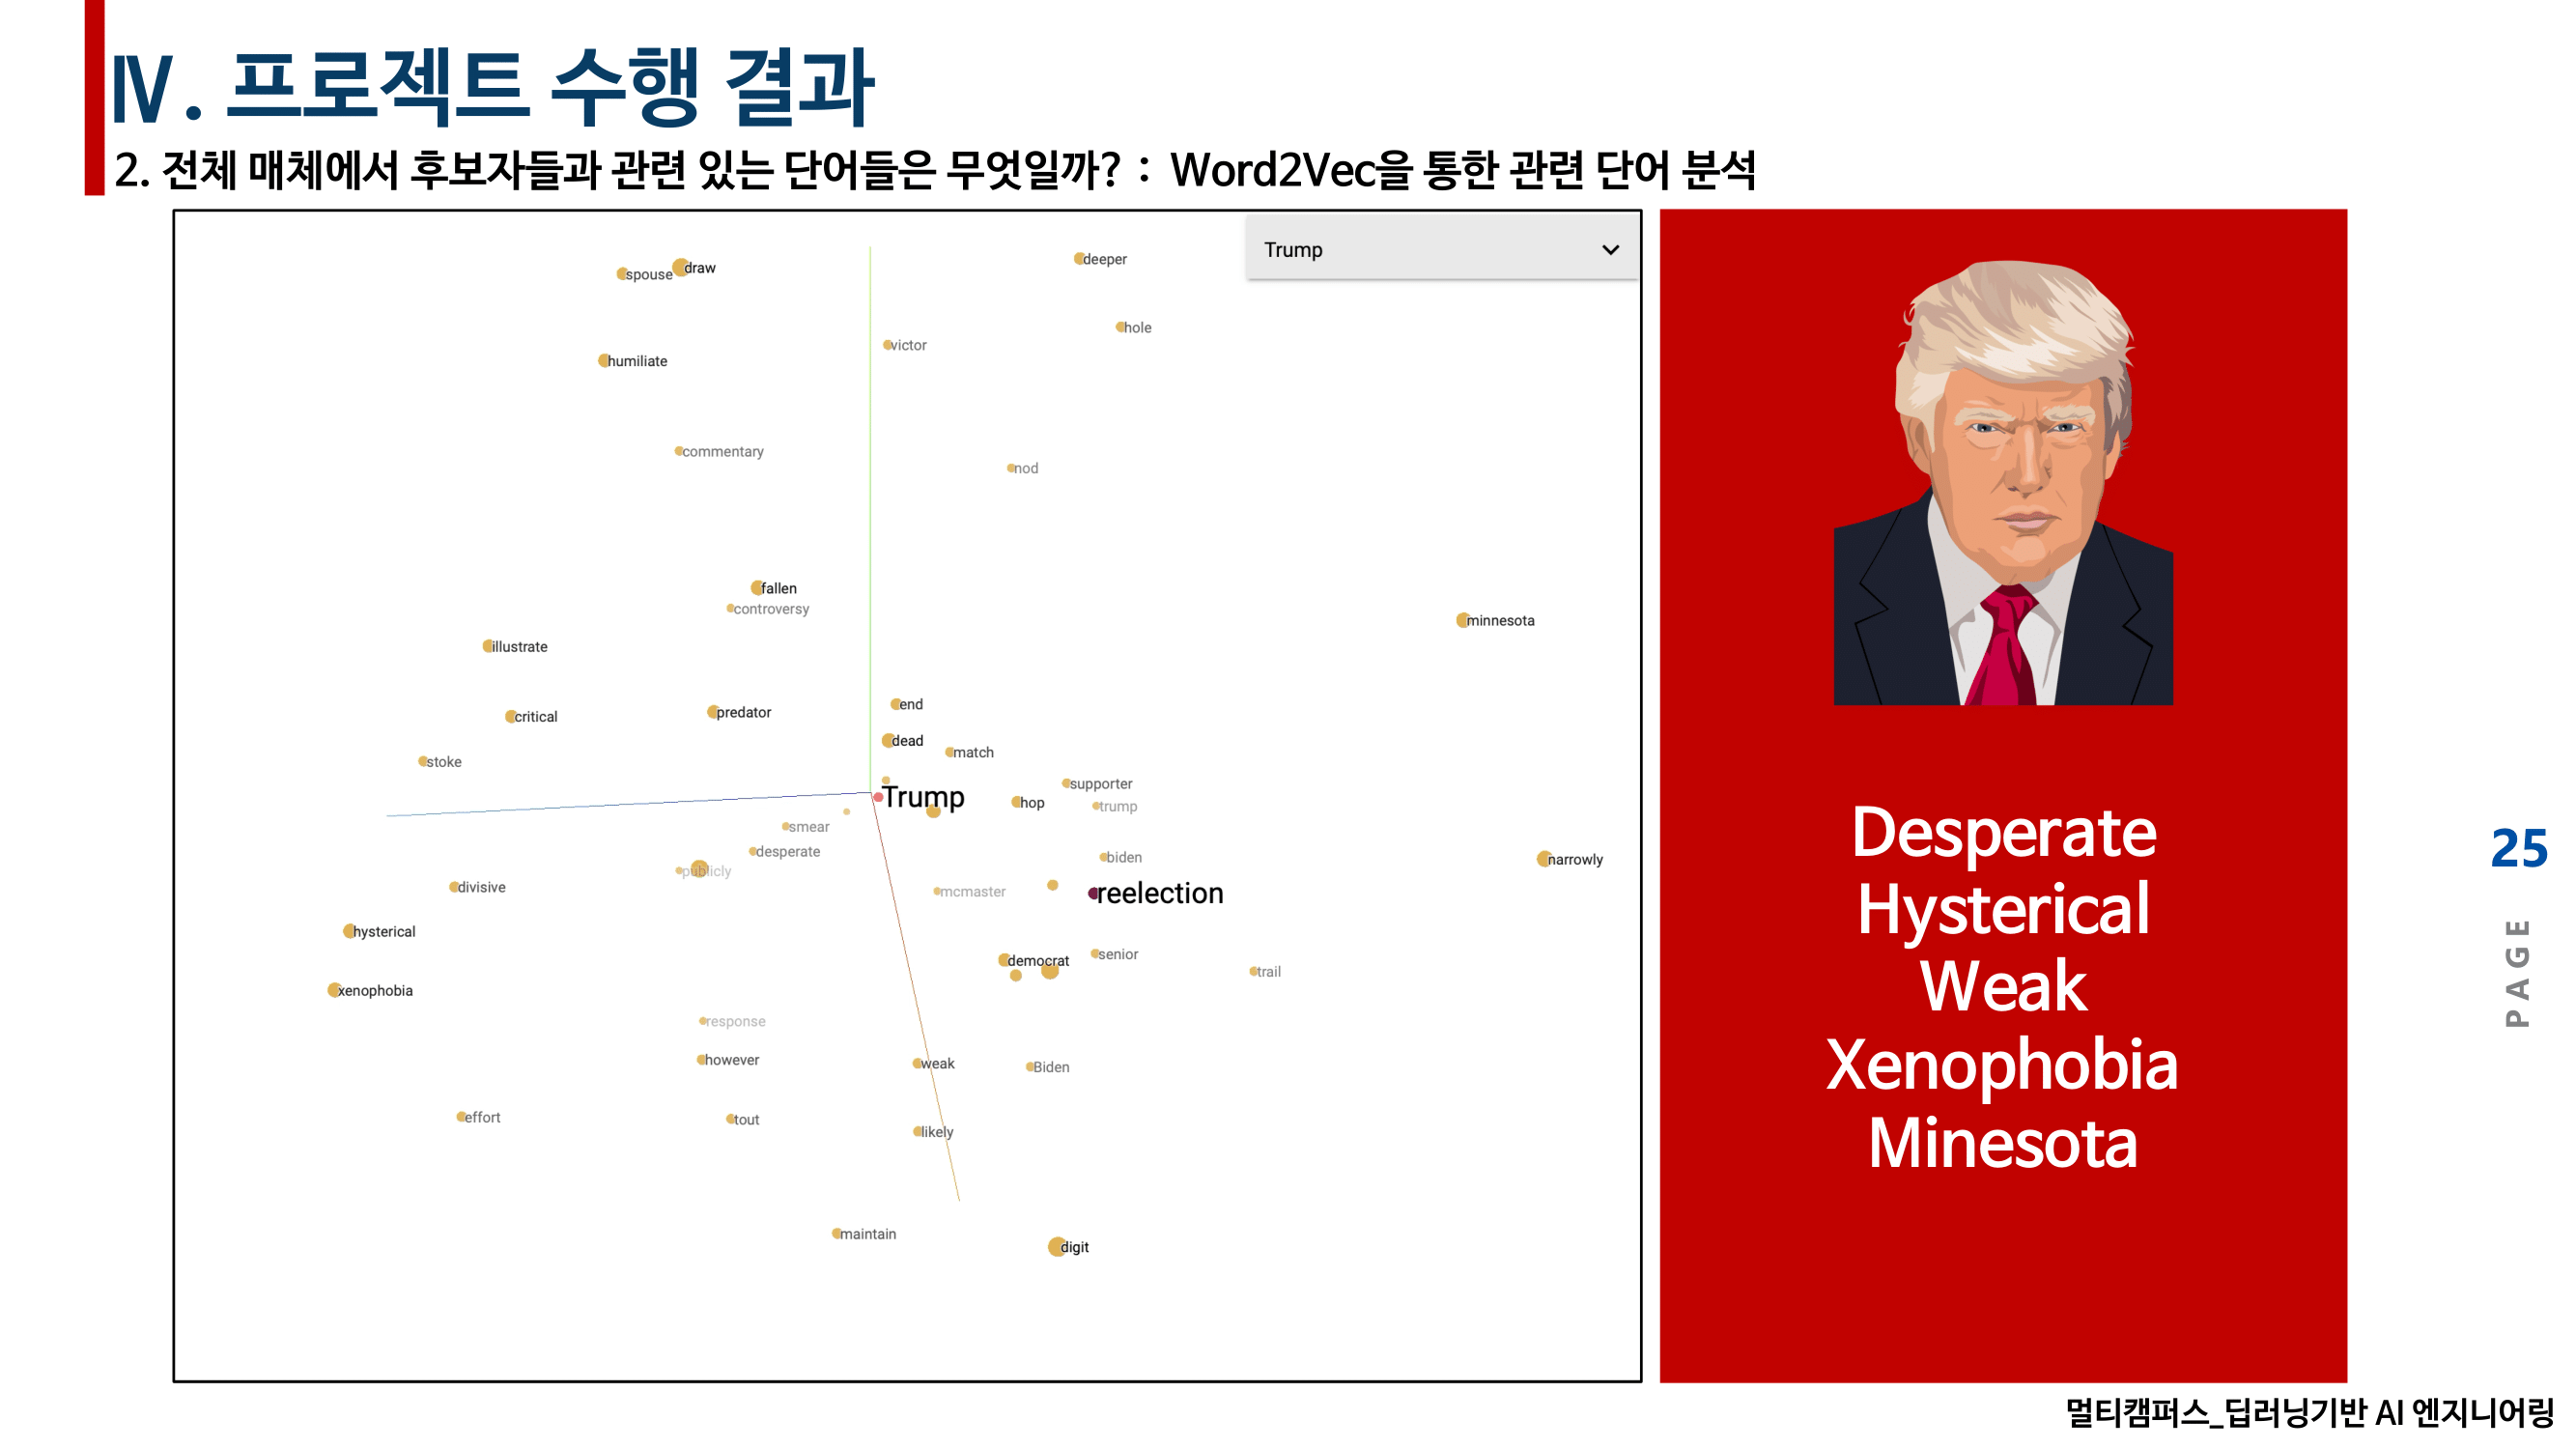 Ⅳ. 프로젝트 수행 결과
2. 전체 매체에서 후보자들과 관련 있는 단어들은 무엇일까? : Word2Vec을 통한 관련 단어 분석
Trump
spouse
draw
deeper
hole
victor
humiliate
commentary
nod
fallen
controversy
minnesota
illustrate
end
critical
predator
dead
match
stoke
supporter
Trump
hop
trump
smear
desperate
biden
narrowly
publicly
divisive
mcmaster
reelection
hysterical
democrat
senior
trail
xenophobia
response
however
weak
Biden
effort
tout
likely
maintain
digit
Desperate
Hysterical
Weak
Xenophobia
Minesota
25
PAGE
멀티캠퍼스_딥러닝기반 AI 엔지니어링